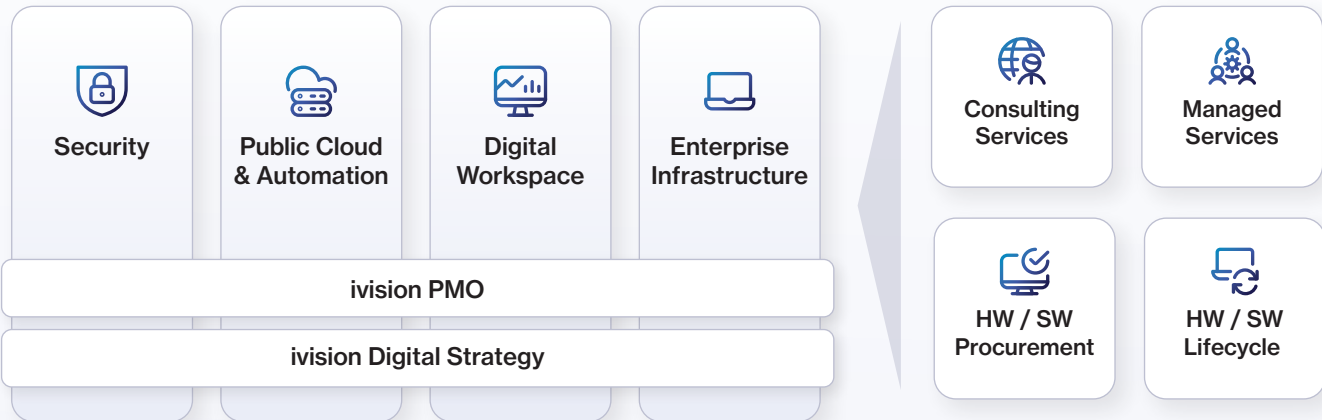 Security
Public Cloud
& Automation
Digital
Workspace
Enterprise
Infrastructure
ivision PMO
ivision Digital Strategy
Consulting
Services
Managed
Services
HW / SW
Procurement
HW / SW
Lifecycle